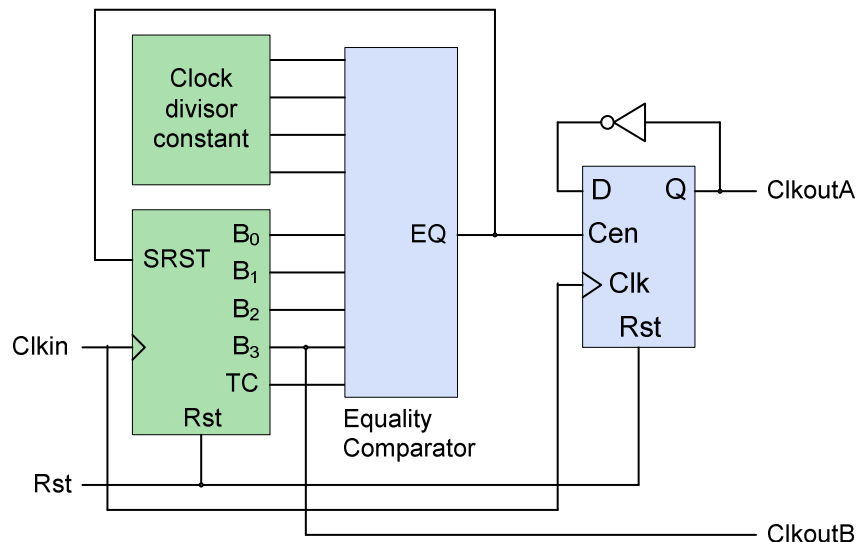 Clock
divisor
constant
SRST
B₀
B₁
B₂
B₃
TC
Rst
EQ
Equality
Comparator
D
Q
Cen
Clk
Rst
ClkoutA
Clkin
Rst
ClkoutB